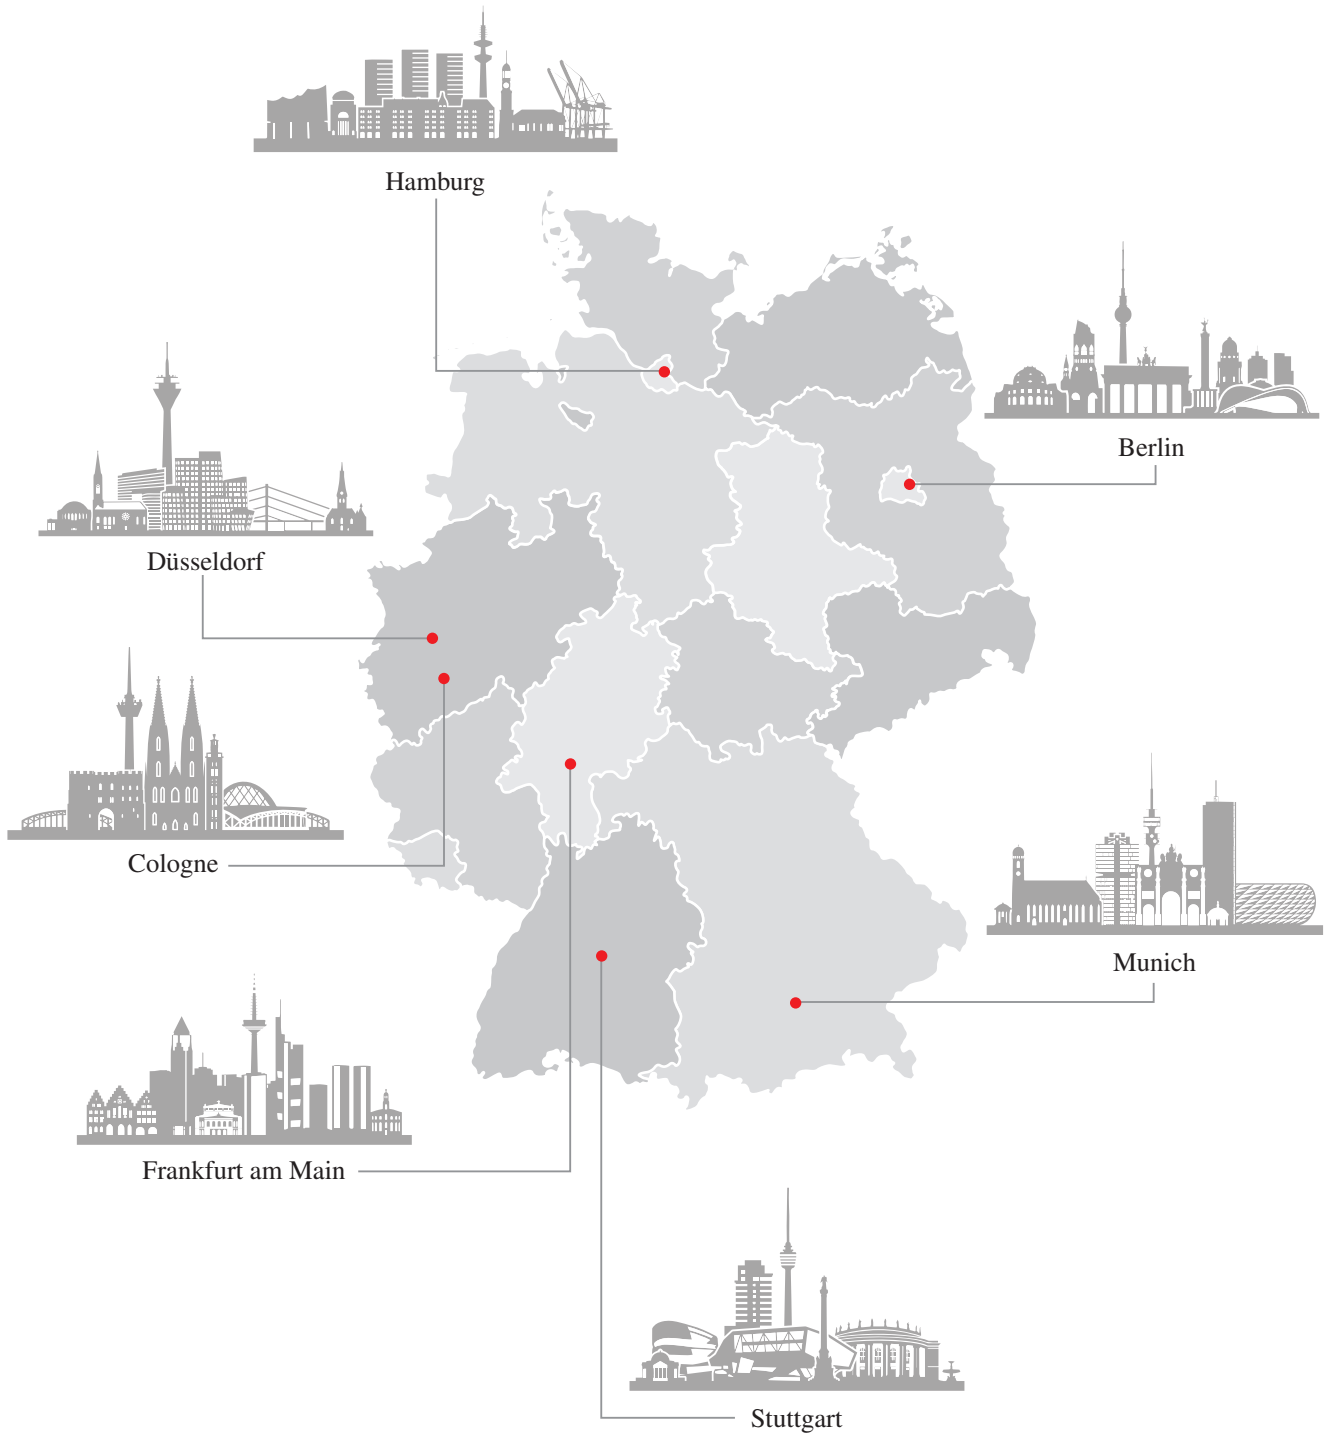 Hamburg
Berlin
Düsseldorf
Cologne
Munich
Frankfurt am Main
Stuttgart